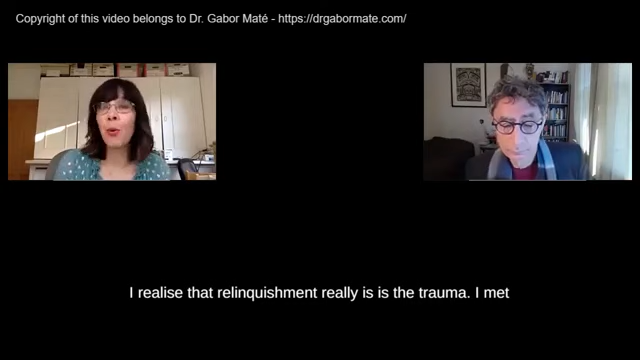 Copyright of this video belongs to Dr. Gabor Maté - https://drgabormate.com/
I realise that relinquishment really is is the trauma. I met